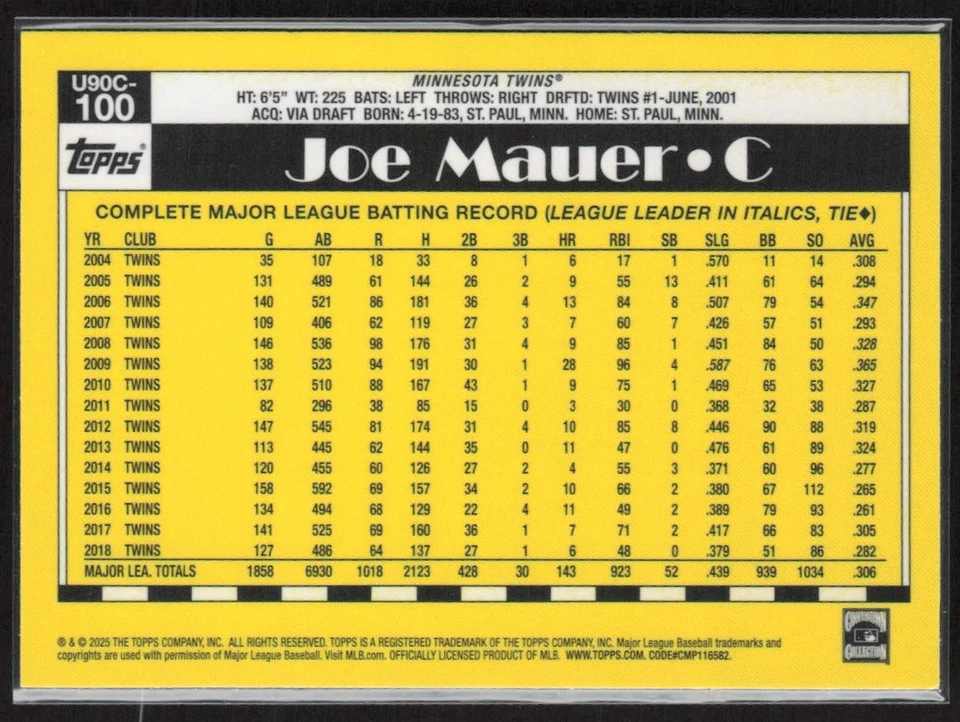 U90C-
100
MINNESOTA TWINS®
HT: 6'5" WT: 225 BATS: LEFT THROWS: RIGHT DRFTD: TWINS #1-JUNE, 2001
ACQ: VIA DRAFT BORN: 4-19-83, ST. PAUL, MINN. HOME: ST. PAUL, MINN.
topps®
Joe Mauer • C
COMPLETE MAJOR LEAGUE BATTING RECORD (LEAGUE LEADER IN ITALICS, TIE♦)
YR CLUB G AB R H 2B 3B HR RBI SB SLG BB SO AVG
2004 TWINS 35 107 18 33 8 1 6 17 1 .570 11 14 .308
2005 TWINS 131 489 61 144 26 2 9 55 13 .411 61 64 .294
2006 TWINS 140 521 86 181 36 4 13 84 8 .507 79 54 .347
2007 TWINS 109 406 62 119 27 3 7 60 7 .426 57 51 .293
2008 TWINS 146 536 98 176 31 4 9 85 1 .451 84 50 .328
2009 TWINS 138 523 94 191 30 1 28 96 4 .587 76 63 .365
2010 TWINS 137 510 88 167 43 1 9 75 1 .469 65 53 .327
2011 TWINS 82 296 38 85 15 0 3 30 0 .368 32 38 .287
2012 TWINS 147 545 81 174 31 4 10 85 8 .446 90 88 .319
2013 TWINS 113 445 62 144 35 0 11 47 0 .476 61 89 .324
2014 TWINS 120 455 60 126 27 2 4 55 3 .371 60 96 .277
2015 TWINS 158 592 69 157 34 2 10 66 2 .380 67 112 .265
2016 TWINS 134 494 68 129 22 4 11 49 2 .389 79 93 .261
2017 TWINS 141 525 69 160 36 1 7 71 2 .417 66 83 .305
2018 TWINS 127 486 64 137 27 1 6 48 0 .379 51 86 .282
MAJOR LEA. TOTALS 1858 6930 1018 2123 428 30 143 923 52 .439 939 1034 .306
® & © 2025 THE TOPPS COMPANY, INC. ALL RIGHTS RESERVED. TOPPS IS A REGISTERED TRADEMARK OF THE TOPPS COMPANY, INC. Major League Baseball trademarks and
copyrights are used with permission of Major League Baseball. Visit MLB.com. OFFICIALLY LICENSED PRODUCT OF MLB. WWW.TOPPS.COM. CODE#CMP116582.
COOPERSTOWN
COLLECTION